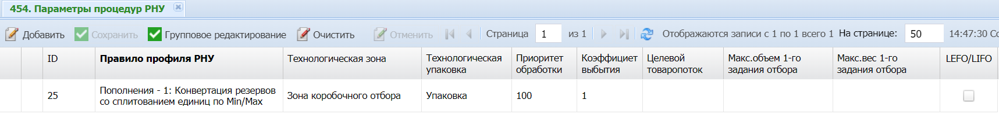 454. Параметры процедур РНУ
Добавить Сохранить Групповое редактирование Очистить Отменить Страница 1 из 1 Отображаются записи с 1 по 1 всего 1 На странице: 50 14:47:30 Со
ID Правило профиля РНУ Технологическая зона Технологическая упаковка Приоритет обработки Коэффициет выбытия Целевой товаропоток Макс.объем 1-го задания отбора Макс.вес 1-го задания отбора LEFO/LIFO
25 Пополнения - 1: Конвертация резервов со сплитованием единиц по Min/Max Зона коробочного отбора Упаковка 100 1